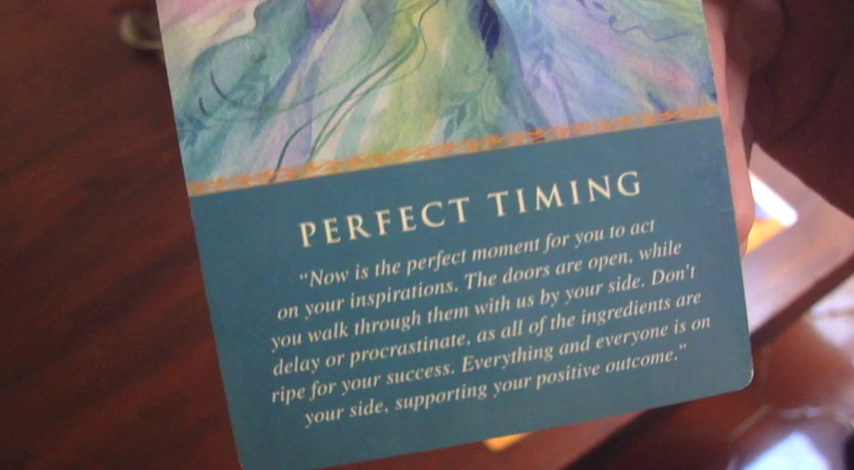 PERFECT TIMING
“Now is the perfect moment for you to act
on your inspirations. The doors are open, while
you walk through them with us by your side. Don’t
delay or procrastinate, as all of the ingredients are
ripe for your success. Everything and everyone is on
your side, supporting your positive outcome.”